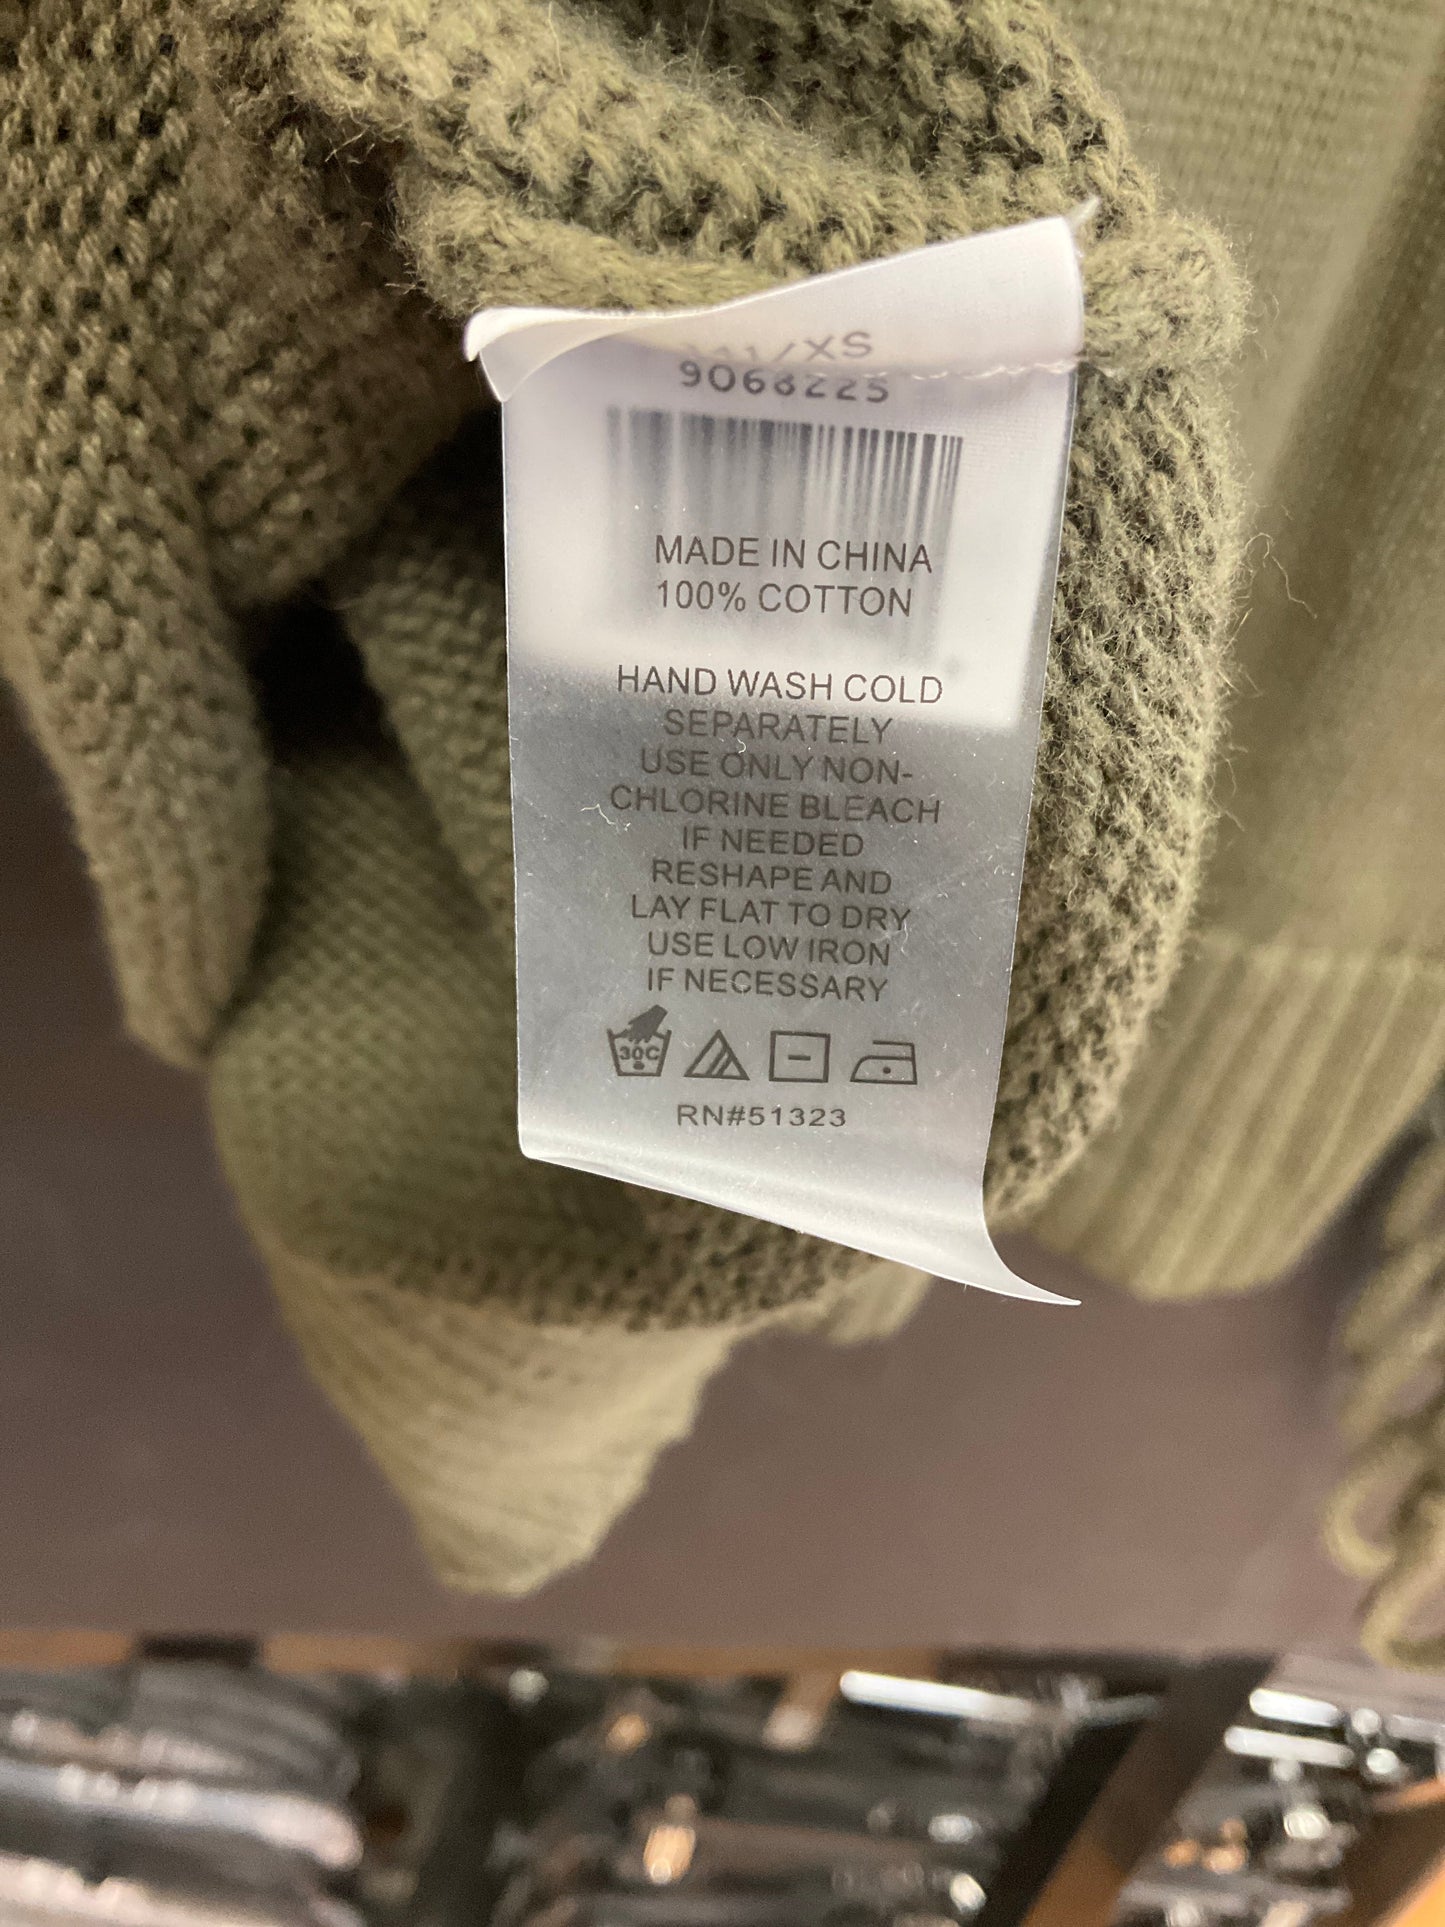 /XS
9068225
MADE IN CHINA
100% COTTON
HAND WASH COLD
SEPARATELY
USE ONLY NON-
CHLORINE BLEACH
IF NEEDED
RESHAPE AND
LAY FLAT TO DRY
USE LOW IRON
IF NECESSARY
30C
RN#51323